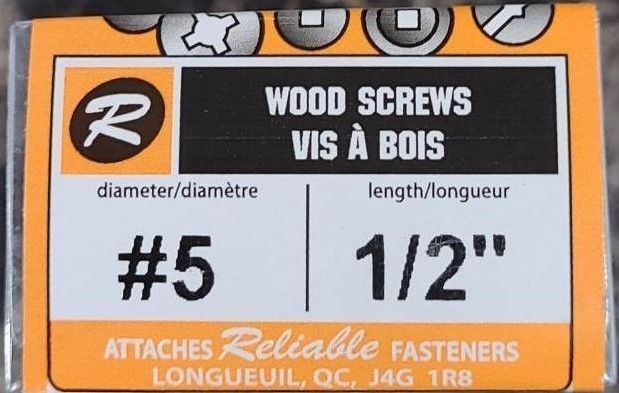 R
WOOD SCREWS
VIS À BOIS
diameter/diamètre
length/longueur
#5
1/2"
ATTACHES Reliable FASTENERS
LONGUEUIL, QC, J4G 1R8